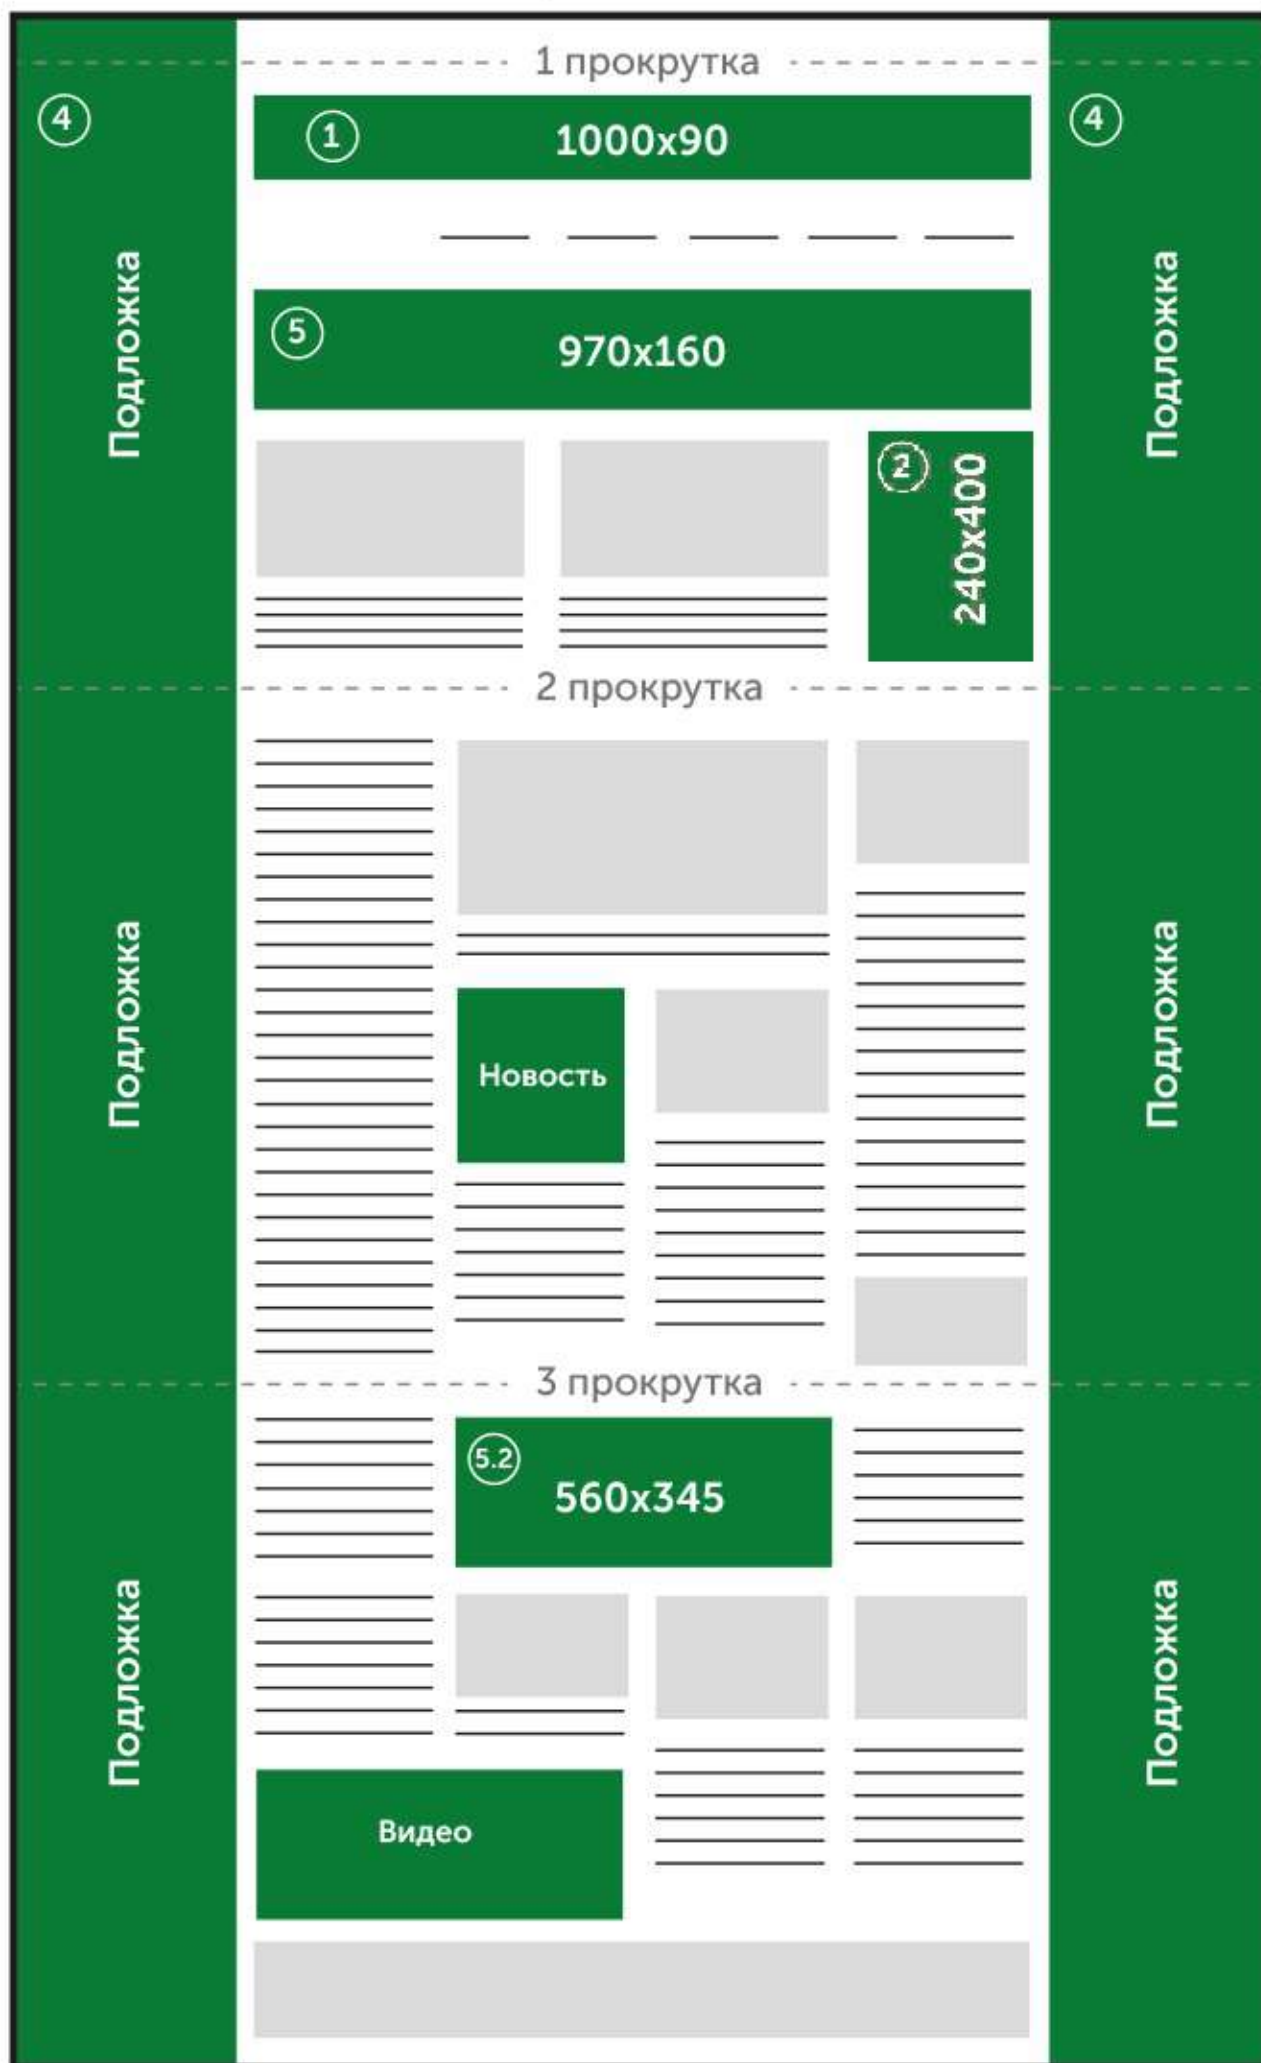 1 прокрутка
4
1
1000x90
4
Подложка
Подложка
5
970x160
2
240x400
2 прокрутка
Подложка
Подложка
Новость
3 прокрутка
5.2
560x345
Подложка
Подложка
Видео